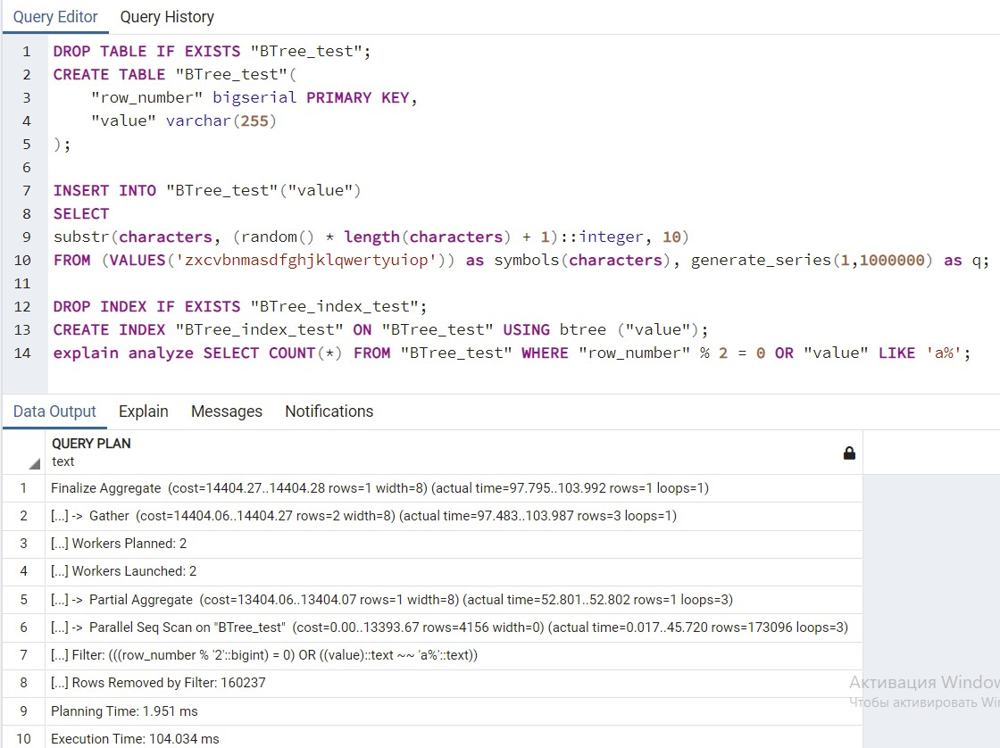 Query Editor Query History
1 DROP TABLE IF EXISTS "BTree_test";
2 CREATE TABLE "BTree_test"(
3 "row_number" bigserial PRIMARY KEY,
4 "value" varchar(255)
5 );
6
7 INSERT INTO "BTree_test"("value")
8 SELECT
9 substr(characters, (random() * length(characters) + 1)::integer, 10)
10 FROM (VALUES('zxcvbnmasdfghjklqwertyuiop')) as symbols(characters), generate_series(1,1000000) as q;
11
12 DROP INDEX IF EXISTS "BTree_index_test";
13 CREATE INDEX "BTree_index_test" ON "BTree_test" USING btree ("value");
14 explain analyze SELECT COUNT(*) FROM "BTree_test" WHERE "row_number" % 2 = 0 OR "value" LIKE 'a%';
Data Output Explain Messages Notifications
QUERY PLAN
text
1 Finalize Aggregate (cost=14404.27..14404.28 rows=1 width=8) (actual time=97.795..103.992 rows=1 loops=1)
2 [...] -> Gather (cost=14404.06..14404.27 rows=2 width=8) (actual time=97.483..103.987 rows=3 loops=1)
3 [...] Workers Planned: 2
4 [...] Workers Launched: 2
5 [...] -> Partial Aggregate (cost=13404.06..13404.07 rows=1 width=8) (actual time=52.801..52.802 rows=1 loops=3)
6 [...] -> Parallel Seq Scan on "BTree_test" (cost=0.00..13393.67 rows=4156 width=0) (actual time=0.017..45.720 rows=173096 loops=3)
7 [...] Filter: (((row_number % '2'::bigint) = 0) OR ((value)::text ~~ 'a%'::text))
8 [...] Rows Removed by Filter: 160237
Активация Window
9 Planning Time: 1.951 ms
Чтобы активировать Wi
10 Execution Time: 104.034 ms